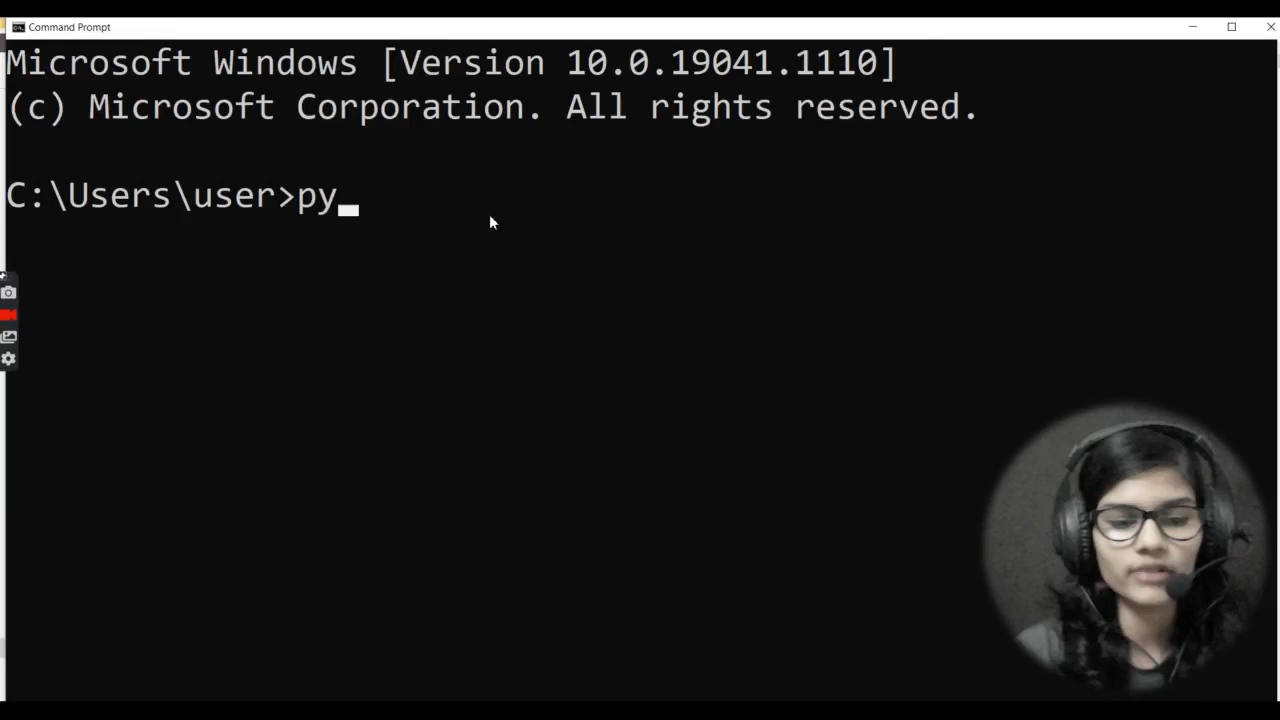 Command Prompt
Microsoft Windows [Version 10.0.19041.1110]
(c) Microsoft Corporation. All rights reserved.
C:\Users\user>py